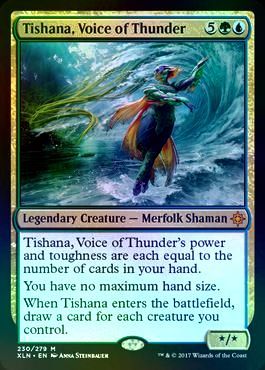 Tishana, Voice of Thunder 5
Legendary Creature — Merfolk Shaman
Tishana, Voice of Thunder's power
and toughness are each equal to the
number of cards in your hand.
You have no maximum hand size.
When Tishana enters the battlefield,
draw a card for each creature you
control.
230/279 M
XLN • EN Anna Steinbauer
*/*
™ & © 2017 Wizards of the Coast